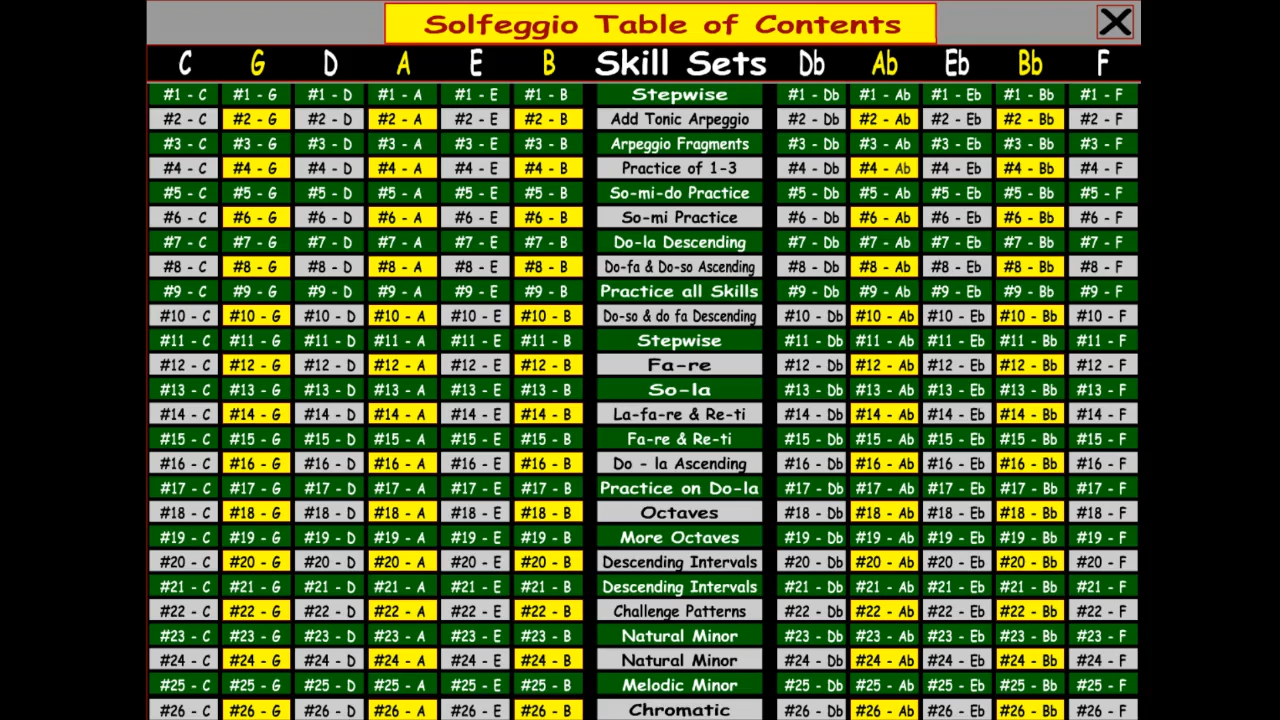 Solfeggio Table of Contents X
C G D A E B Skill Sets Db Ab Eb Bb F
#1 - C #1 - G #1 - D #1 - A #1 - E #1 - B Stepwise #1 - Db #1 - Ab #1 - Eb #1 - Bb #1 - F
#2 - C #2 - G #2 - D #2 - A #2 - E #2 - B Add Tonic Arpeggio #2 - Db #2 - Ab #2 - Eb #2 - Bb #2 - F
#3 - C #3 - G #3 - D #3 - A #3 - E #3 - B Arpeggio Fragments #3 - Db #3 - Ab #3 - Eb #3 - Bb #3 - F
#4 - C #4 - G #4 - D #4 - A #4 - E #4 - B Practice of 1-3 #4 - Db #4 - Ab #4 - Eb #4 - Bb #4 - F
#5 - C #5 - G #5 - D #5 - A #5 - E #5 - B So-mi-do Practice #5 - Db #5 - Ab #5 - Eb #5 - Bb #5 - F
#6 - C #6 - G #6 - D #6 - A #6 - E #6 - B So-mi Practice #6 - Db #6 - Ab #6 - Eb #6 - Bb #6 - F
#7 - C #7 - G #7 - D #7 - A #7 - E #7 - B Do-la Descending #7 - Db #7 - Ab #7 - Eb #7 - Bb #7 - F
#8 - C #8 - G #8 - D #8 - A #8 - E #8 - B Do-fa & Do-so Ascending #8 - Db #8 - Ab #8 - Eb #8 - Bb #8 - F
#9 - C #9 - G #9 - D #9 - A #9 - E #9 - B Practice all Skills #9 - Db #9 - Ab #9 - Eb #9 - Bb #9 - F
#10 - C #10 - G #10 - D #10 - A #10 - E #10 - B Do-so & do fa Descending #10 - Db #10 - Ab #10 - Eb #10 - Bb #10 - F
#11 - C #11 - G #11 - D #11 - A #11 - E #11 - B Stepwise #11 - Db #11 - Ab #11 - Eb #11 - Bb #11 - F
#12 - C #12 - G #12 - D #12 - A #12 - E #12 - B Fa-re #12 - Db #12 - Ab #12 - Eb #12 - Bb #12 - F
#13 - C #13 - G #13 - D #13 - A #13 - E #13 - B So-la #13 - Db #13 - Ab #13 - Eb #13 - Bb #13 - F
#14 - C #14 - G #14 - D #14 - A #14 - E #14 - B La-fa-re & Re-ti #14 - Db #14 - Ab #14 - Eb #14 - Bb #14 - F
#15 - C #15 - G #15 - D #15 - A #15 - E #15 - B Fa-re & Re-ti #15 - Db #15 - Ab #15 - Eb #15 - Bb #15 - F
#16 - C #16 - G #16 - D #16 - A #16 - E #16 - B Do - la Ascending #16 - Db #16 - Ab #16 - Eb #16 - Bb #16 - F
#17 - C #17 - G #17 - D #17 - A #17 - E #17 - B Practice on Do-la #17 - Db #17 - Ab #17 - Eb #17 - Bb #17 - F
#18 - C #18 - G #18 - D #18 - A #18 - E #18 - B Octaves #18 - Db #18 - Ab #18 - Eb #18 - Bb #18 - F
#19 - C #19 - G #19 - D #19 - A #19 - E #19 - B More Octaves #19 - Db #19 - Ab #19 - Eb #19 - Bb #19 - F
#20 - C #20 - G #20 - D #20 - A #20 - E #20 - B Descending Intervals #20 - Db #20 - Ab #20 - Eb #20 - Bb #20 - F
#21 - C #21 - G #21 - D #21 - A #21 - E #21 - B Descending Intervals #21 - Db #21 - Ab #21 - Eb #21 - Bb #21 - F
#22 - C #22 - G #22 - D #22 - A #22 - E #22 - B Challenge Patterns #22 - Db #22 - Ab #22 - Eb #22 - Bb #22 - F
#23 - C #23 - G #23 - D #23 - A #23 - E #23 - B Natural Minor #23 - Db #23 - Ab #23 - Eb #23 - Bb #23 - F
#24 - C #24 - G #24 - D #24 - A #24 - E #24 - B Natural Minor #24 - Db #24 - Ab #24 - Eb #24 - Bb #24 - F
#25 - C #25 - G #25 - D #25 - A #25 - E #25 - B Melodic Minor #25 - Db #25 - Ab #25 - Eb #25 - Bb #25 - F
#26 - C #26 - G #26 - D #26 - A #26 - E #26 - B Chromatic #26 - Db #26 - Ab #26 - Eb #26 - Bb #26 - F